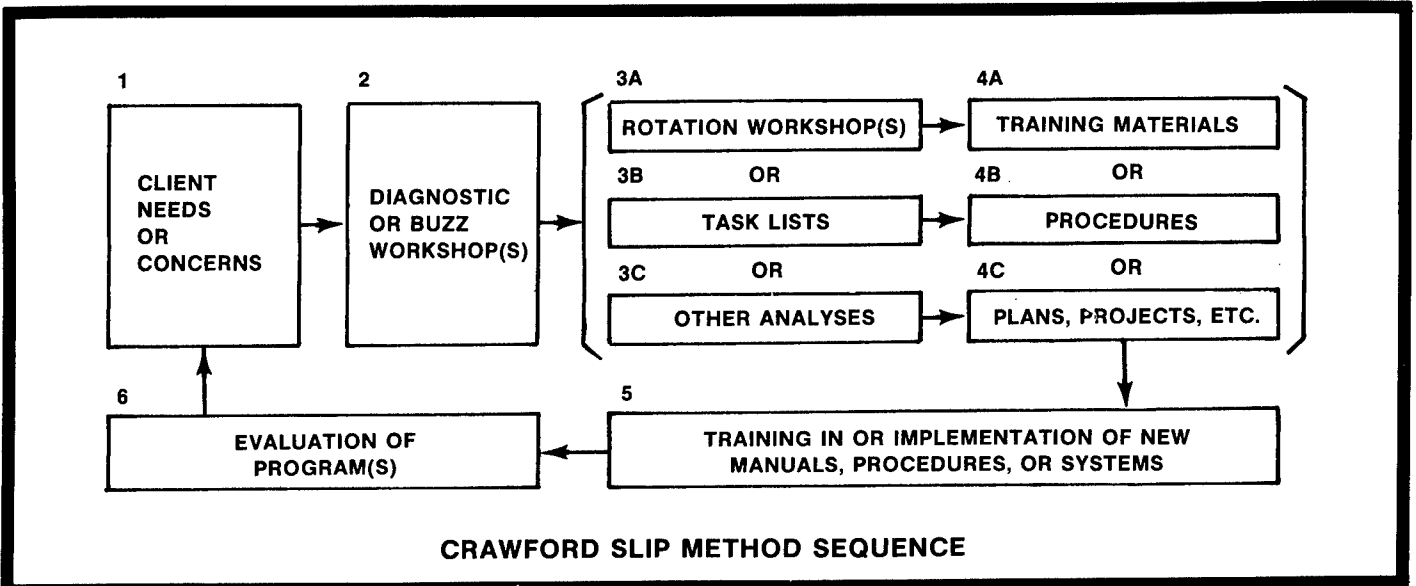 1
CLIENT
NEEDS
OR
CONCERNS
2
DIAGNOSTIC
OR BUZZ
WORKSHOP(S)
3A
ROTATION WORKSHOP(S)
4A
TRAINING MATERIALS
OR
OR
3B
TASK LISTS
4B
PROCEDURES
OR
OR
3C
OTHER ANALYSES
4C
PLANS, PROJECTS, ETC.
5
TRAINING IN OR IMPLEMENTATION OF NEW
MANUALS, PROCEDURES, OR SYSTEMS
6
EVALUATION OF
PROGRAM(S)
CRAWFORD SLIP METHOD SEQUENCE